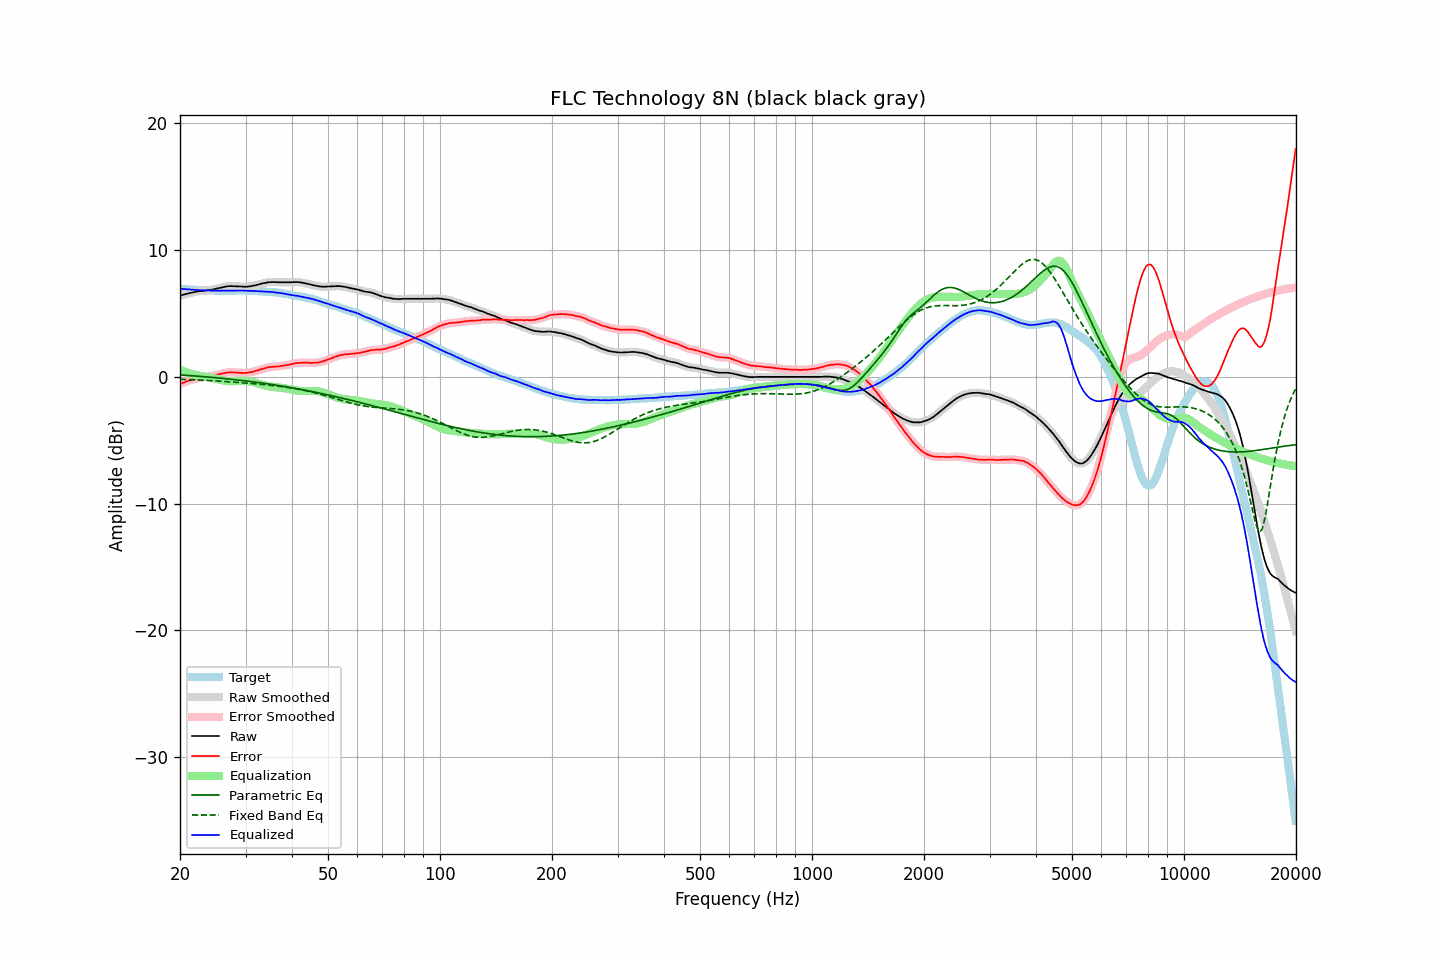 FLC Technology 8N (black black gray)
20
10
0
−10
−20
−30
Amplitude (dBr)
Target
Raw Smoothed
Error Smoothed
Raw
Error
Equalization
Parametric Eq
Fixed Band Eq
Equalized
20 50 100 200 500 1000 2000 5000 10000 20000
Frequency (Hz)